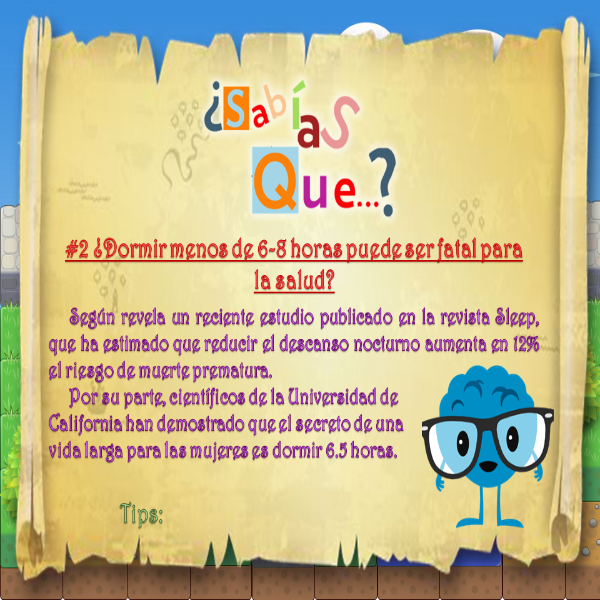 ¿Sabías
Que...?
#2 ¿Dormir menos de 6-8 horas puede ser fatal para
la salud?
Según revela un reciente estudio publicado en la revista Sleep,
que ha estimado que reducir el descanso nocturno aumenta en 12%
el riesgo de muerte prematura.
Por su parte, científicos de la Universidad de
California han demostrado que el secreto de una
vida larga para las mujeres es dormir 6.5 horas.
Tips: